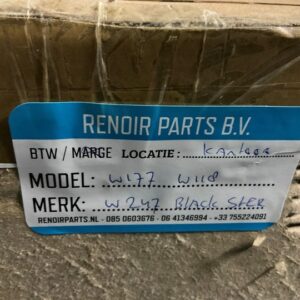 RENOIR PARTS B.V.
BTW / MARGE LOCATIE: Kantoor
MODEL: W177 W118
MERK: W247 Black Ster
RENOIRPARTS.NL - 085 0603676 - 06 41346994 - +33 755224091